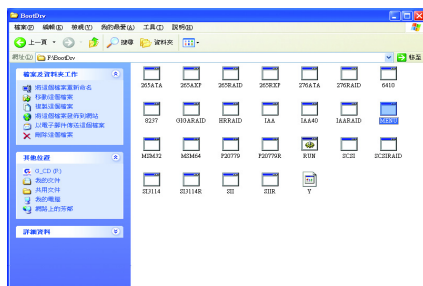 BootDrv
檔案(F) 編輯(E) 檢視(V) 我的最愛(A) 工具(T) 說明(H)
上一頁 搜尋 資料夾
網址(D) F:\BootDrv 移至
檔案及資料夾工作
將這個檔案重新命名
移動這個檔案
複製這個檔案
將這個檔案發佈到網站
以電子郵件傳送這個檔案
刪除這個檔案
其他位置
G_CD (F:)
我的文件
共用文件
我的電腦
網路上的芳鄰
詳細資料
265ATA 265AXP 265RAID 265RXP 276ATA 276RAID 6410
8237 GIGARAID HRRAID IAA IAA40 IAARAID MENU
MSM32 MSM64 P20779 P20779R RUN SCSI SCSIRAID
SI3114 SI3114R SII SIIR Y